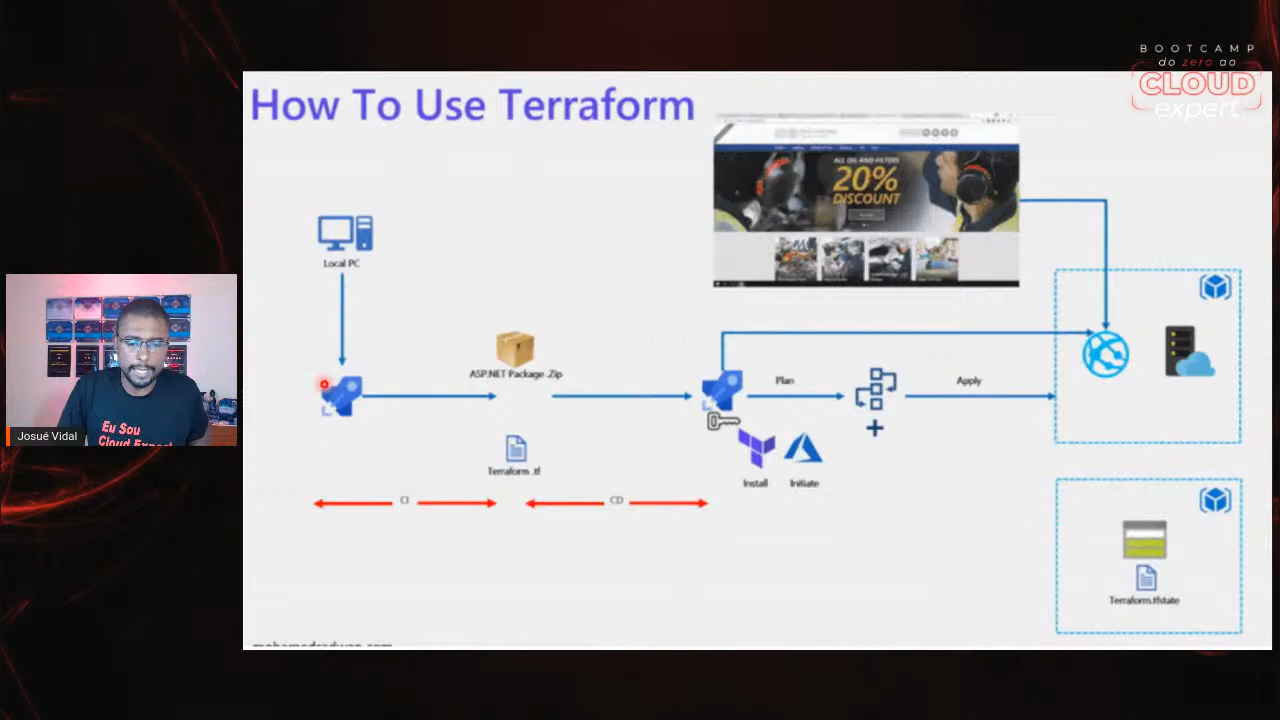 BOOTCAMP
do zero ao
CLOUD
expert
How To Use Terraform
ALL OIL AND FILTERS
20%
DISCOUNT
Local PC
ASP.NET Package .Zip
Plan
Apply
Eu Sou
Cloud Expert
Josué Vidal
Terraform .tf
Install
Initiate
CI
CD
Terraform.tfstate